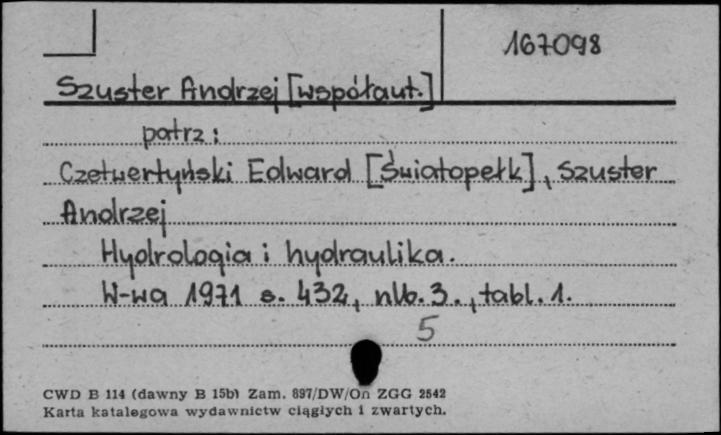 167098
Szuster Andrzej [współaut.]
patrz:
Czetwertyński Edward [Światopełk], Szuster
Andrzej
Hydrologia i hydraulika.
W-wa 1971 s. 432, nlb. 3., tabl. 1.
5
CWD B 114 (dawny B 15b) Zam. 897/DW/On ZGG 2542
Karta katalogowa wydawnictw ciągłych i zwartych.